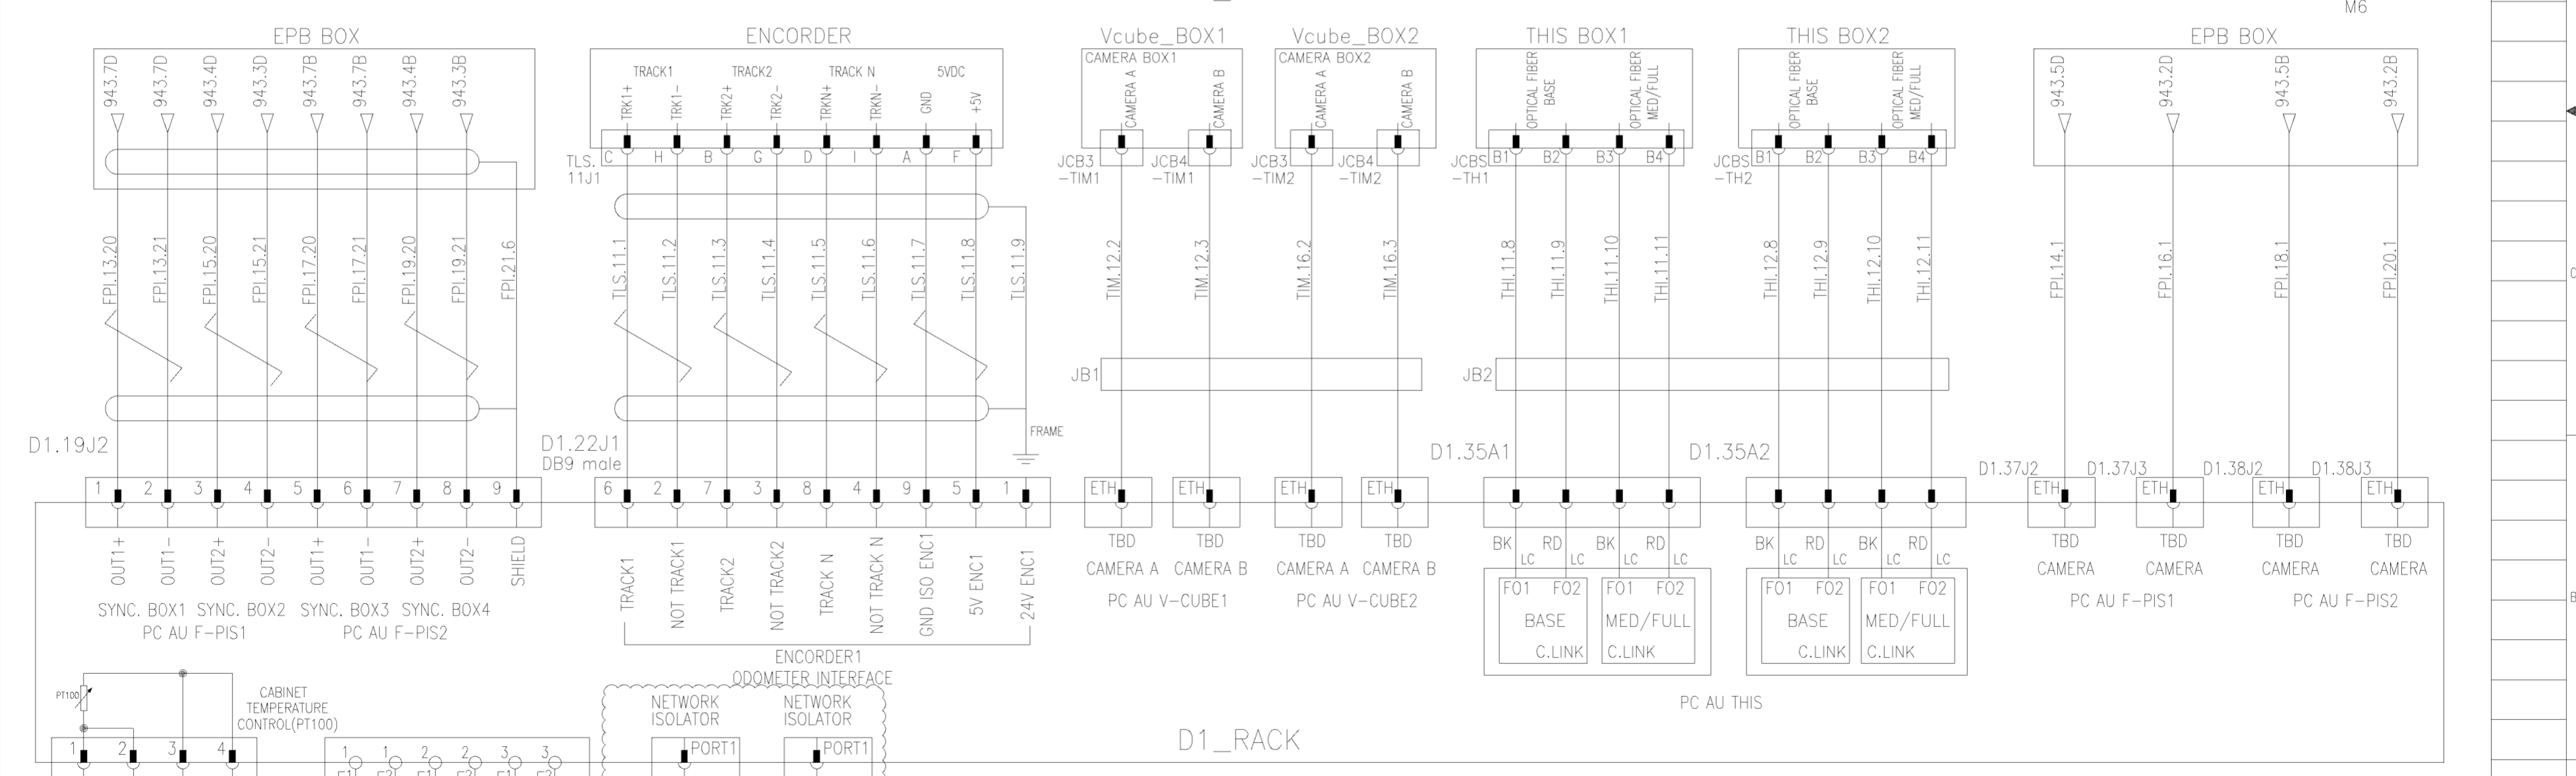 M6
EPB BOX
ENCORDER
Vcube_BOX1
Vcube_BOX2
THIS BOX1
THIS BOX2
EPB BOX
943.7D
943.7D
943.4D
943.3D
943.7B
943.7B
943.4B
943.3B
TRACK1
TRACK2
TRACK N
5VDC
TRK1+
TRK1-
TRK2+
TRK2-
TRKN+
TRKN-
GND
+5V
CAMERA BOX1
CAMERA A
CAMERA B
CAMERA BOX2
CAMERA A
CAMERA B
OPTICAL FIBER
BASE
OPTICAL FIBER
MED/FULL
OPTICAL FIBER
BASE
OPTICAL FIBER
MED/FULL
943.5D
943.2D
943.5B
943.2B
TLS.
11J1
C
H
B
G
D
I
A
F
JCB3
-TIM1
JCB4
-TIM1
JCB3
-TIM2
JCB4
-TIM2
JCBS
-TH1
B1
B2
B3
B4
JCBS
-TH2
B1
B2
B3
B4
FPI.13.20
FPI.13.21
FPI.15.20
FPI.15.21
FPI.17.20
FPI.17.21
FPI.19.20
FPI.19.21
FPI.21.6
TLS.11.1
TLS.11.2
TLS.11.3
TLS.11.4
TLS.11.5
TLS.11.6
TLS.11.7
TLS.11.8
TLS.11.9
TIM.12.2
TIM.12.3
TIM.16.2
TIM.16.3
THI.11.8
THI.11.9
THI.11.10
THI.11.11
THI.12.8
THI.12.9
THI.12.10
THI.12.11
FPI.14.1
FPI.16.1
FPI.18.1
FPI.20.1
JB1
JB2
FRAME
D1.19J2
D1.22J1
DB9 male
D1.35A1
D1.35A2
D1.37J2
D1.37J3
D1.38J2
D1.38J3
1
2
3
4
5
6
7
8
9
6
2
7
3
8
4
9
5
1
ETH
ETH
ETH
ETH
ETH
ETH
ETH
ETH
OUT1+
OUT1-
OUT2+
OUT2-
OUT1+
OUT1-
OUT2+
OUT2-
SHIELD
TRACK1
NOT TRACK1
TRACK2
NOT TRACK2
TRACK N
NOT TRACK N
GND ISO ENC1
5V ENC1
24V ENC1
TBD
TBD
TBD
TBD
CAMERA A
CAMERA B
CAMERA A
CAMERA B
PC AU V-CUBE1
PC AU V-CUBE2
BK
RD
BK
RD
LC
LC
BK
RD
BK
RD
LC
LC
FO1
FO2
FO1
FO2
FO1
FO2
FO1
FO2
BASE
MED/FULL
BASE
MED/FULL
C.LINK
C.LINK
C.LINK
C.LINK
PC AU THIS
TBD
TBD
TBD
TBD
CAMERA
CAMERA
CAMERA
CAMERA
PC AU F-PIS1
PC AU F-PIS2
SYNC. BOX1
SYNC. BOX2
SYNC. BOX3
SYNC. BOX4
PC AU F-PIS1
PC AU F-PIS2
ENCORDER1
ODOMETER INTERFACE
PT100
CABINET
TEMPERATURE
CONTROL(PT100)
NETWORK
ISOLATOR
NETWORK
ISOLATOR
D1_RACK
1
2
3
4
1
1
2
2
3
3
PORT1
PORT1
B